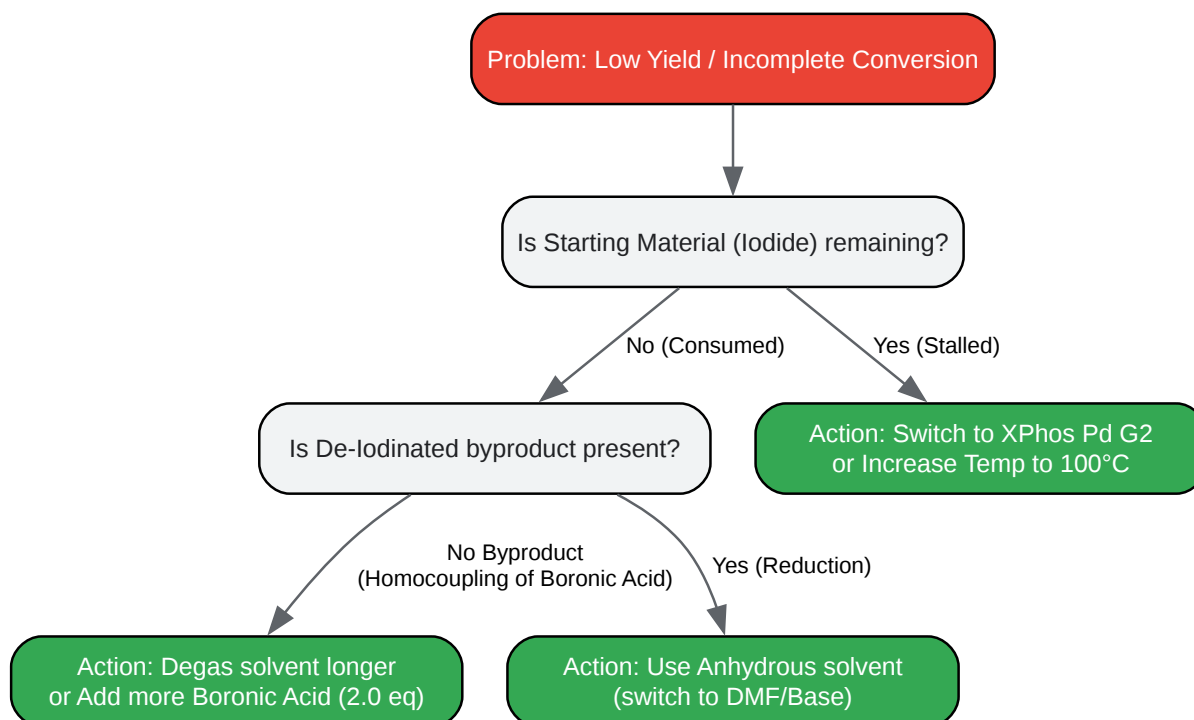 Problem: Low Yield / Incomplete Conversion
Is Starting Material (Iodide) remaining?
No (Consumed)
Yes (Stalled)
Is De-Iodinated byproduct present?
Action: Switch to XPhos Pd G2
or Increase Temp to 100°C
No Byproduct
(Homocoupling of Boronic Acid)
Yes (Reduction)
Action: Degas solvent longer
or Add more Boronic Acid (2.0 eq)
Action: Use Anhydrous solvent
(switch to DMF/Base)